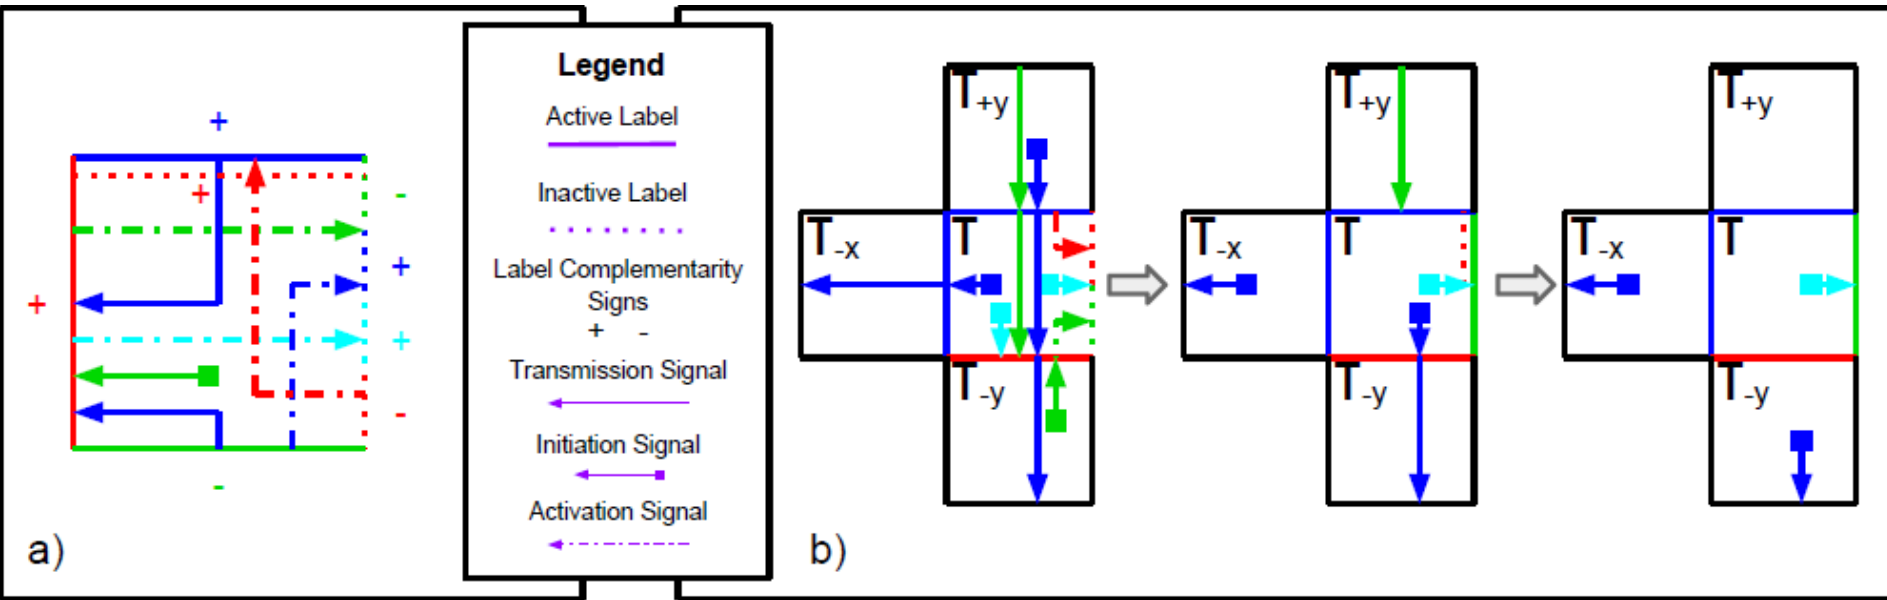 +
+
-
+
+
+
-
-
a)
Legend
Active Label
Inactive Label
Label Complementarity
Signs
+ -
Transmission Signal
Initiation Signal
Activation Signal
b)
T+y
T-x
T
T-y
T+y
T-x
T
T-y
T+y
T-x
T
T-y